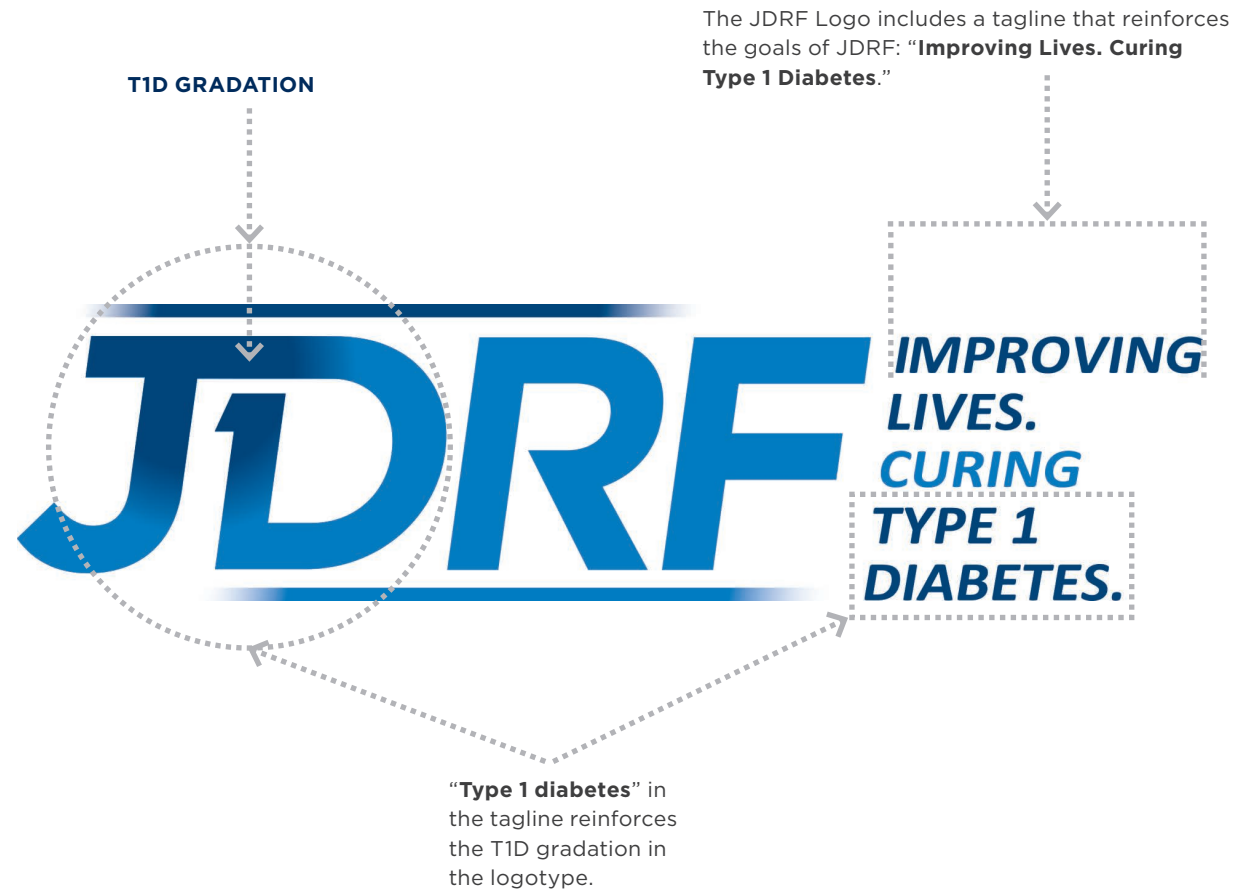 The JDRF Logo includes a tagline that reinforces
the goals of JDRF: “Improving Lives. Curing
Type 1 Diabetes.”
T1D GRADATION
JDRF
IMPROVING
LIVES.
CURING
TYPE 1
DIABETES.
“Type 1 diabetes” in
the tagline reinforces
the T1D gradation in
the logotype.